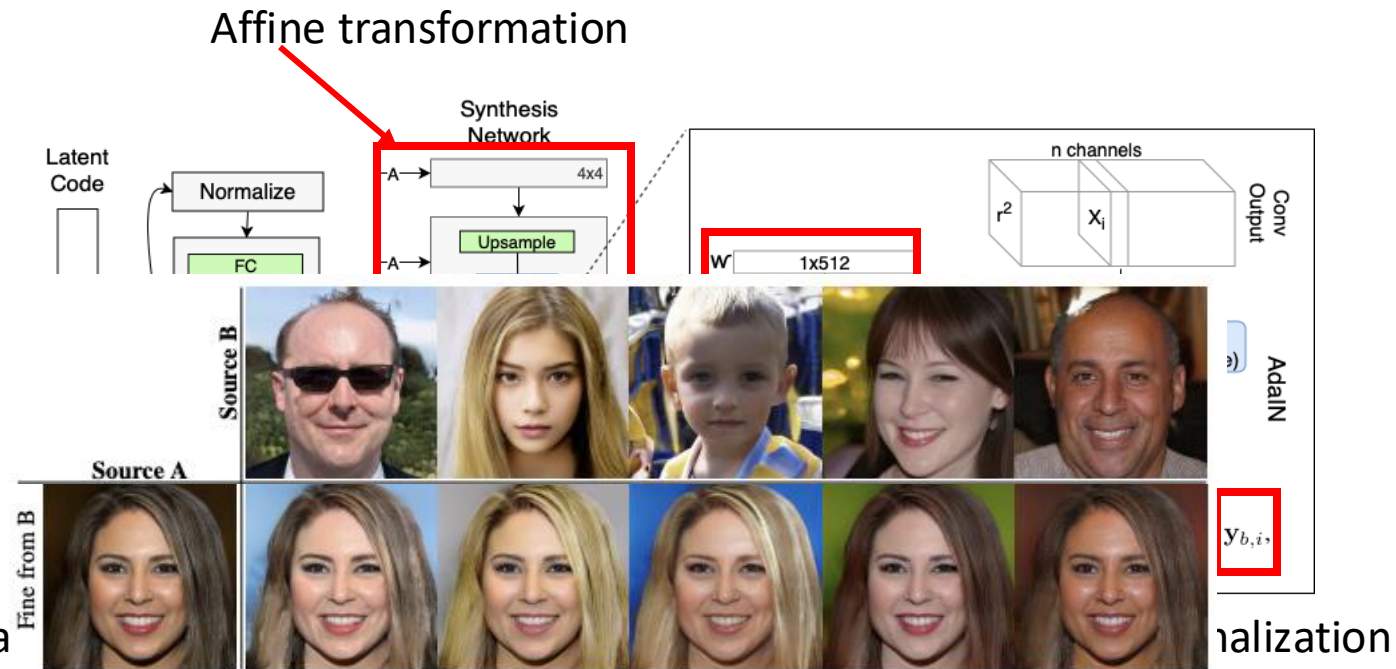 Affine transformation
Synthesis
Network
Latent
Code
Normalize
FC
A
4x4
Upsample
A
n channels
r²
Xᵢ
Conv
Output
W
1x512
AdaIN
e)
y_{b,i},
Source B
Source A
Fine from B
a
nalization